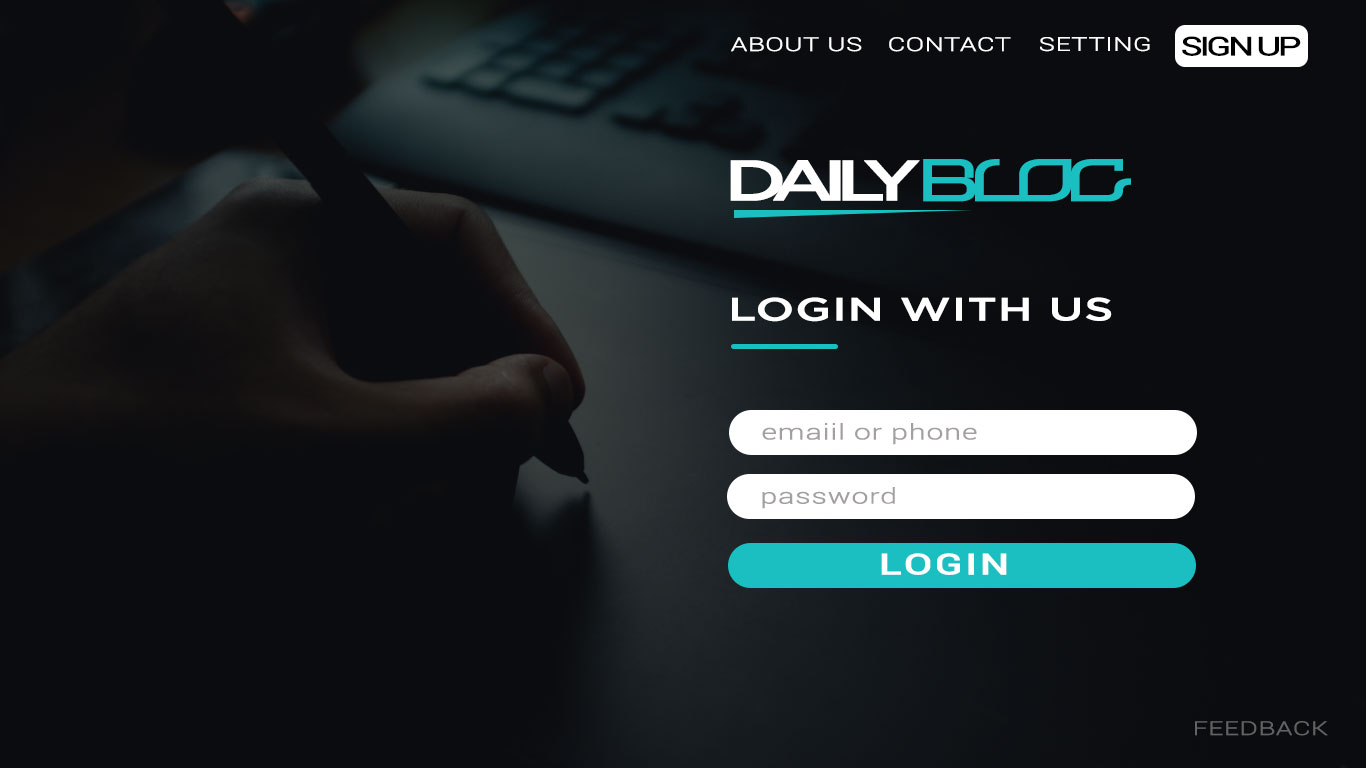 ABOUT US CONTACT SETTING SIGN UP
DAILYBLOG
LOGIN WITH US
emaiil or phone
password
LOGIN
FEEDBACK